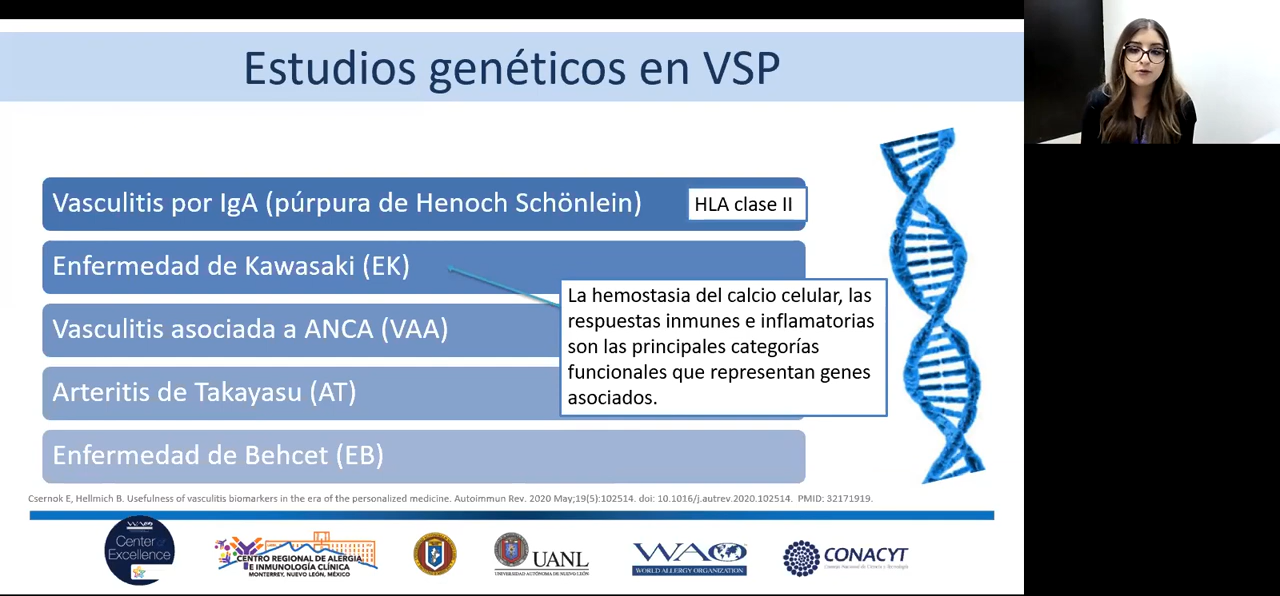 Estudios genéticos en VSP
Vasculitis por IgA (púrpura de Henoch Schönlein)
HLA clase II
Enfermedad de Kawasaki (EK)
La hemostasia del calcio celular, las
respuestas inmunes e inflamatorias
son las principales categorías
funcionales que representan genes
asociados.
Vasculitis asociada a ANCA (VAA)
Arteritis de Takayasu (AT)
Enfermedad de Behcet (EB)
Csernok E, Hellmich B. Usefulness of vasculitis biomarkers in the era of the personalized medicine. Autoimmun Rev. 2020 May;19(5):102514. doi: 10.1016/j.autrev.2020.102514. PMID: 32171919.
Center of
Excellence
CENTRO REGIONAL DE ALERGIA
E INMUNOLOGÍA CLÍNICA
MONTERREY, NUEVO LEÓN, MÉXICO
UANL
UNIVERSIDAD AUTÓNOMA DE NUEVO LEÓN
WAO
WORLD ALLERGY ORGANIZATION
CONACYT
Consejo Nacional de Ciencia y Tecnología